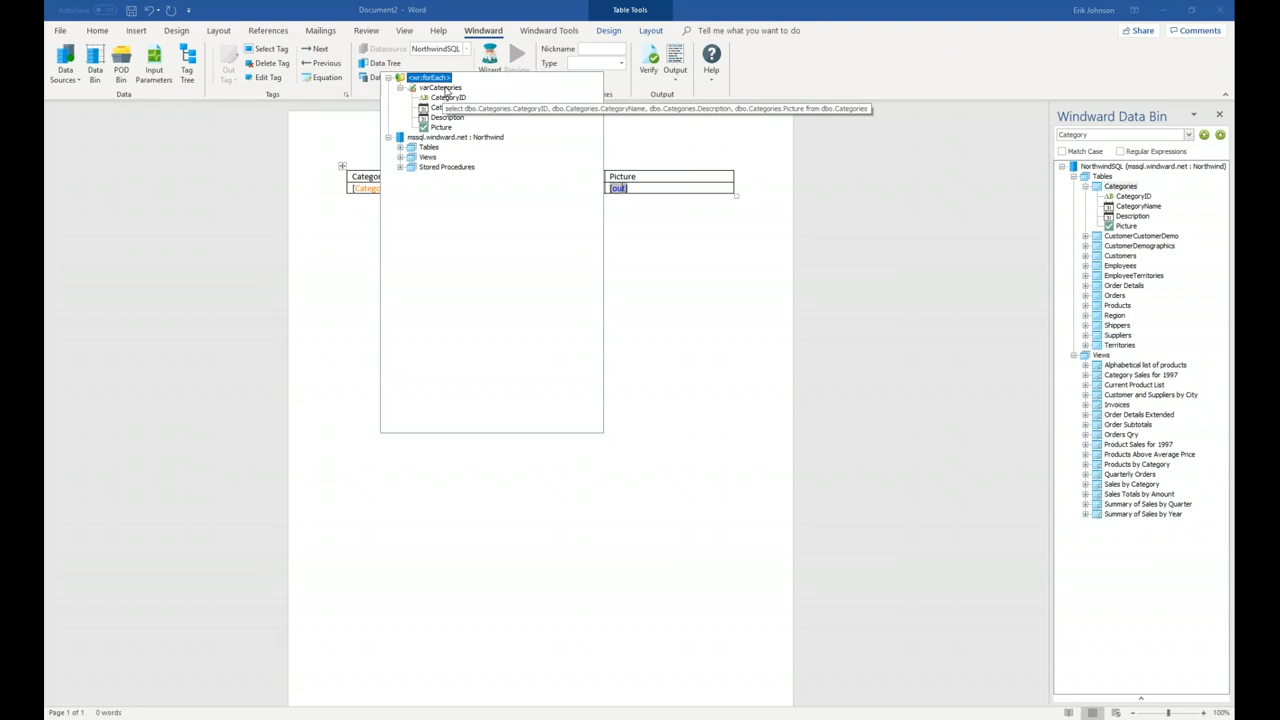 AutoSave Off
Document2 - Word
Table Tools
Erik Johnson
File Home Insert Design Layout References Mailings Review View Help Windward Windward Tools Design Layout Tell me what you want to do
Share Comments
Data Sources
Data Bin
POD Bin
Input Parameters
Tag Tree
Select Tag
Delete Tag
Edit Tag
Out Tag
Next
Previous
Equation
Datasource NorthwindSQL
Data Tree
Wizard
Preview
Nickname
Type
Verify
Output
Help
Data
Tags
Output
Help
<wr:forEach>
varCategories
CategoryID
select dbo.Categories.CategoryID, dbo.Categories.CategoryName, dbo.Categories.Description, dbo.Categories.Picture from dbo.Categories
Description
Picture
mssql.windward.net : Northwind
Tables
Views
Stored Procedures
Categor
[Catego
Picture
[out]
Windward Data Bin
Category
Match Case Regular Expressions
NorthwindSQL (mssql.windward.net : Northwind)
Tables
Categories
CategoryID
CategoryName
Description
Picture
CustomerCustomerDemo
CustomerDemographics
Customers
Employees
EmployeeTerritories
Order Details
Orders
Products
Region
Shippers
Suppliers
Territories
Views
Alphabetical list of products
Category Sales for 1997
Current Product List
Customer and Suppliers by City
Invoices
Order Details Extended
Order Subtotals
Orders Qry
Product Sales for 1997
Products Above Average Price
Products by Category
Quarterly Orders
Sales by Category
Sales Totals by Amount
Summary of Sales by Quarter
Summary of Sales by Year
Page 1 of 1 0 words
100%